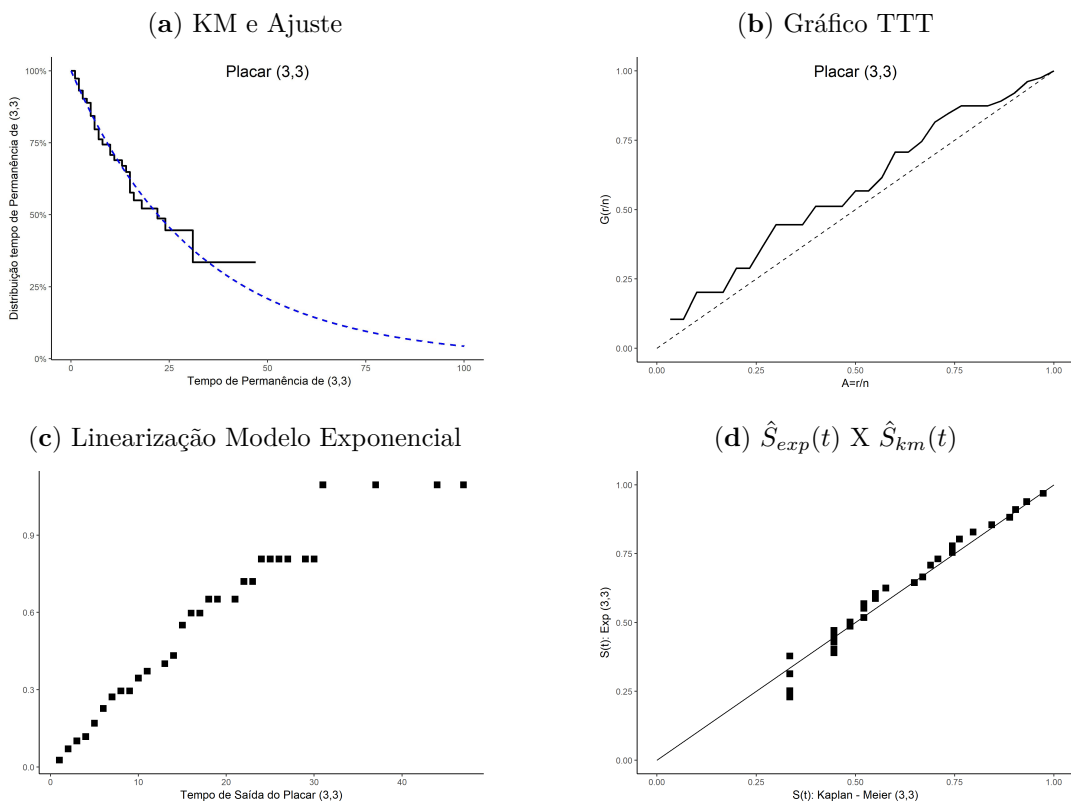 (a) KM e Ajuste
Placar (3,3)
Distribuição tempo de Permanência de (3,3)
100%
75%
50%
25%
0%
0 25 50 75 100
Tempo de Permanência de (3,3)
(b) Gráfico TTT
Placar (3,3)
G(r/n)
1.00
0.75
0.50
0.25
0.00
0.00 0.25 0.50 0.75 1.00
A=r/n
(c) Linearização Modelo Exponencial
0.9
0.6
0.3
0.0
0 10 20 30 40
Tempo de Saída do Placar (3,3)
(d) Ŝexp(t) X Ŝkm(t)
S(t): Exp (3,3)
1.00
0.75
0.50
0.25
0.00
0.00 0.25 0.50 0.75 1.00
S(t): Kaplan - Meier (3,3)